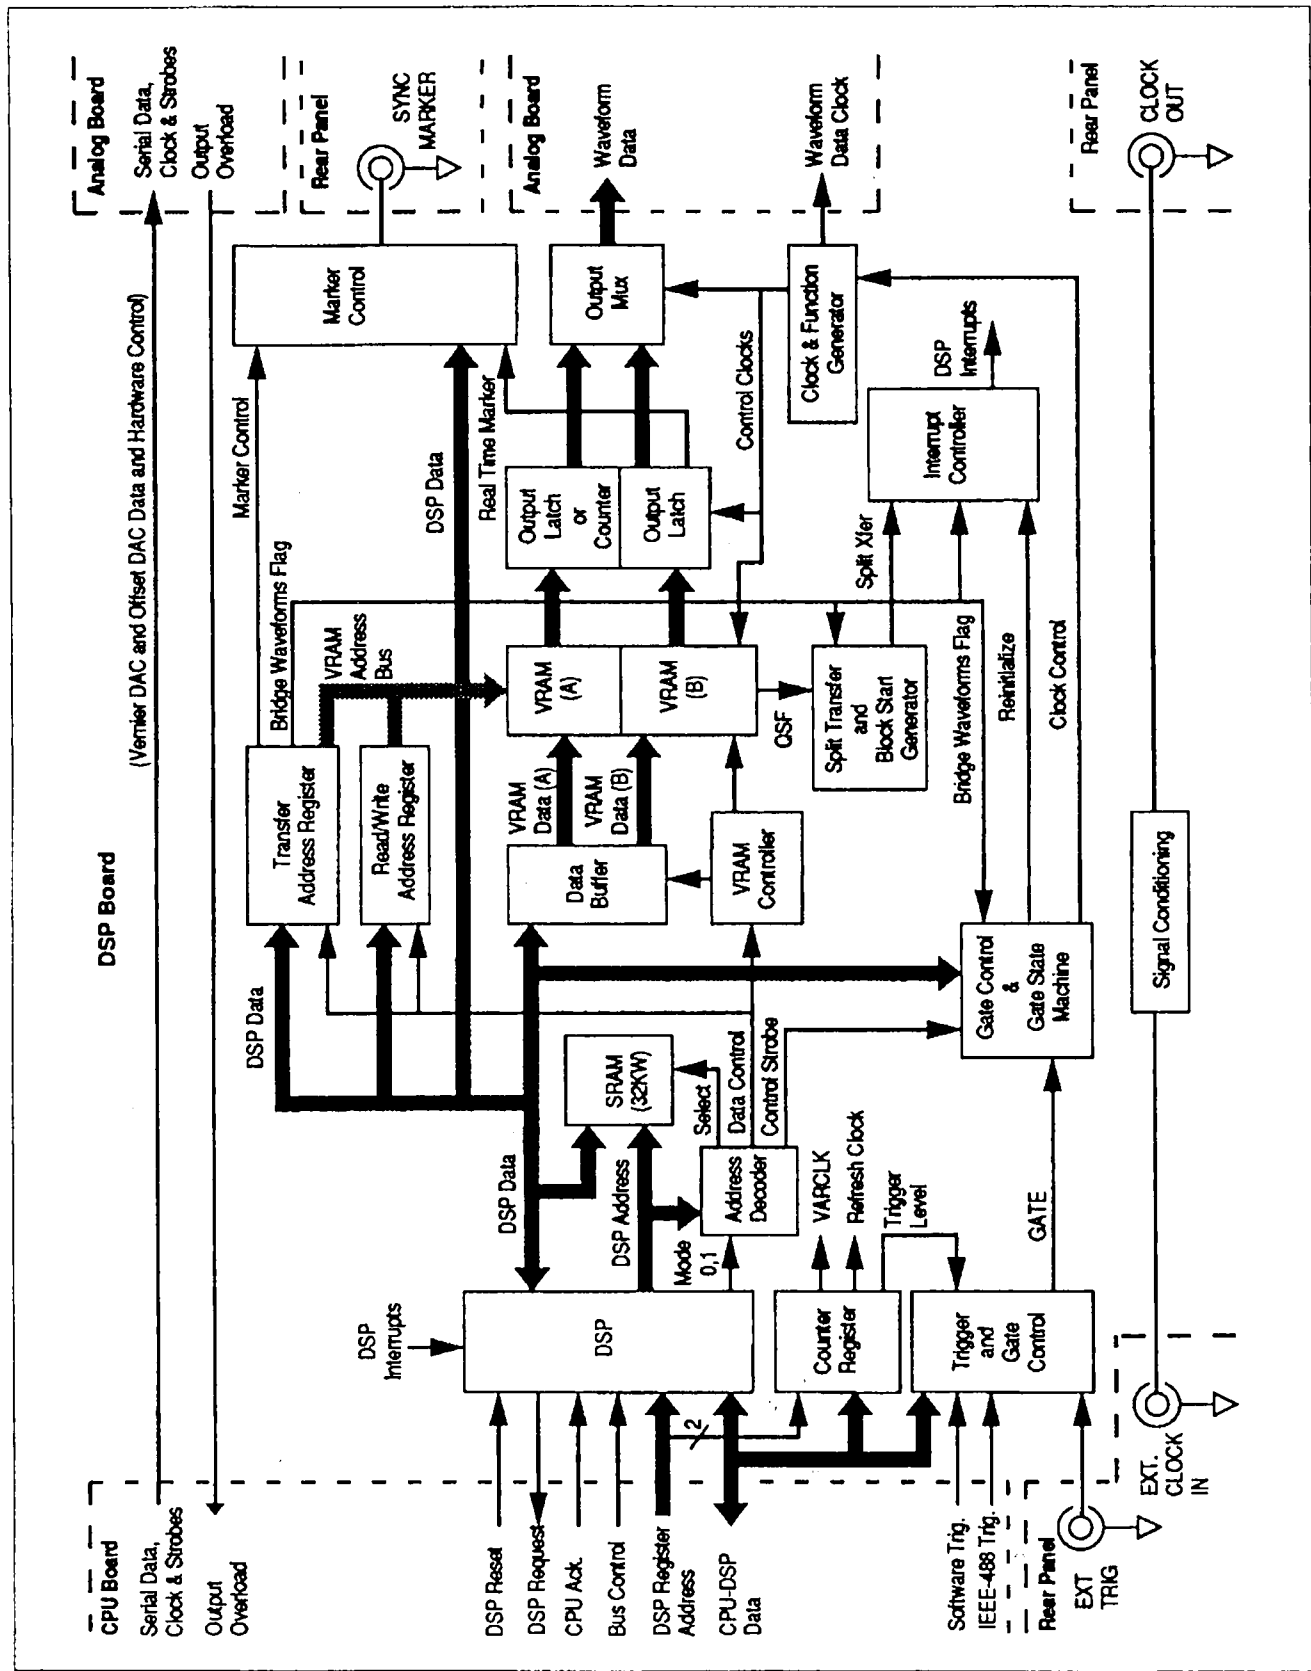 DSP Board
CPU Board
Serial Data,
Clock & Strobes
Output
Overload
(Vernier DAC and Offset DAC Data and Hardware Control)
Analog Board
Serial Data,
Clock & Strobes
Output
Overload
Rear Panel
SYNC
MARKER
Analog Board
Waveform
Data
Waveform
Data Clock
Rear Panel
CLOCK
OUT
DSP Reset
DSP Request
CPU Ack.
Bus Control
DSP Register
Address
CPU-DSP
Data
Software Trig.
IEEE-488 Trig.
Rear Panel
EXT
TRIG
EXT.
CLOCK
IN
2
DSP
Interrupts
DSP
Counter
Register
Trigger
and
Gate
Control
DSP Data
DSP Address
Mode
0,1
VARCLK
Refresh Clock
Trigger
Level
GATE
Address
Decoder
SRAM
(32KW)
Select
Data Control
Control Strobe
DSP Data
Transfer
Address Register
Read/Write
Address Register
Data
Buffer
VRAM
Controller
Gate Control
&
Gate State
Machine
Signal Conditioning
Marker Control
Bridge Waveforms Flag
VRAM
Address
Bus
VRAM
Data (A)
VRAM
Data (B)
VRAM
(A)
VRAM
(B)
QSF
Split Transfer
and
Block Start
Generator
Bridge Waveforms Flag
Reinitialize
Clock Control
DSP Data
Real Time Marker
Output
Latch
or
Counter
Output
Latch
Control Clocks
Split Xfer
Interrupt
Controller
DSP
Interrupts
Marker
Control
Output
Mux
Clock & Function
Generator